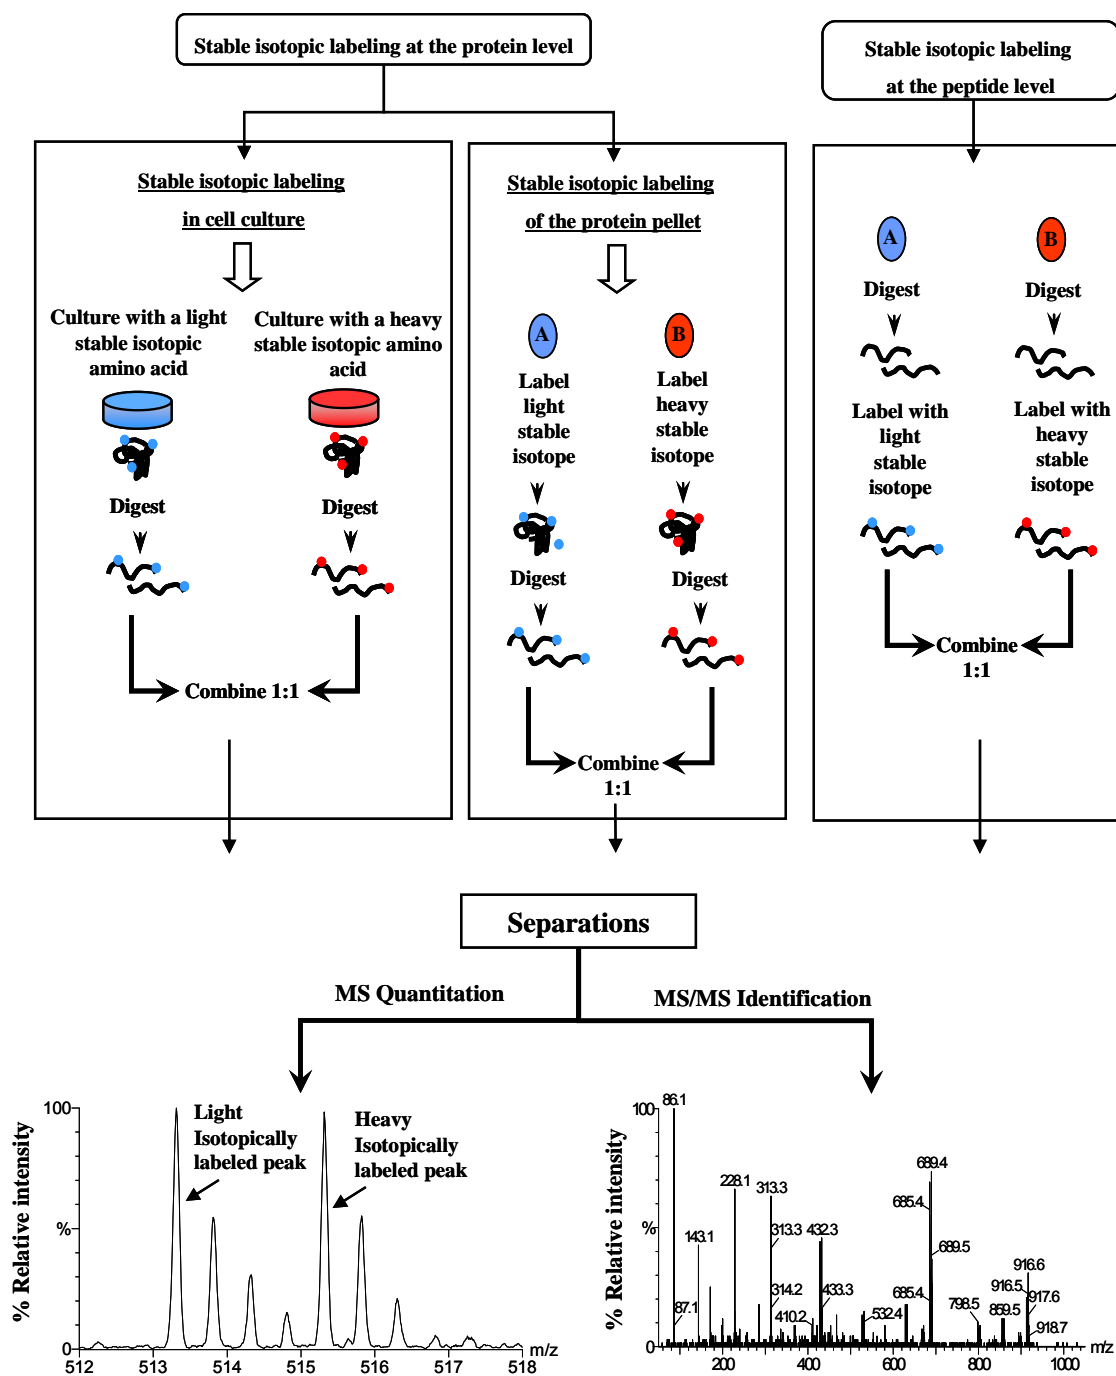 Stable isotopic labeling at the protein level
Stable isotopic labeling
at the peptide level
Stable isotopic labeling
in cell culture
Culture with a light
stable isotopic
amino acid
Culture with a heavy
stable isotopic amino
acid
Digest
Digest
Combine 1:1
Stable isotopic labeling
of the protein pellet
A
B
Label
light
stable
isotope
Label
heavy
stable
isotope
Digest
Digest
Combine
1:1
A
B
Digest
Digest
Label with
light
stable
isotope
Label with
heavy
stable
isotope
Combine
1:1
Separations
MS Quantitation
MS/MS Identification
% Relative intensity
100
%
0
Light
Isotopically
labeled peak
Heavy
Isotopically
labeled peak
512 513 514 515 516 517 518 m/z
% Relative intensity
100
%
0
86.1
87.1
143.1
228.1
313.3
313.3
314.2
410.2
432.3
433.3
532.4
689.4
685.4
689.5
685.4
798.5
859.5
916.6
916.5
917.6
918.7
200 400 600 800 1000 m/z